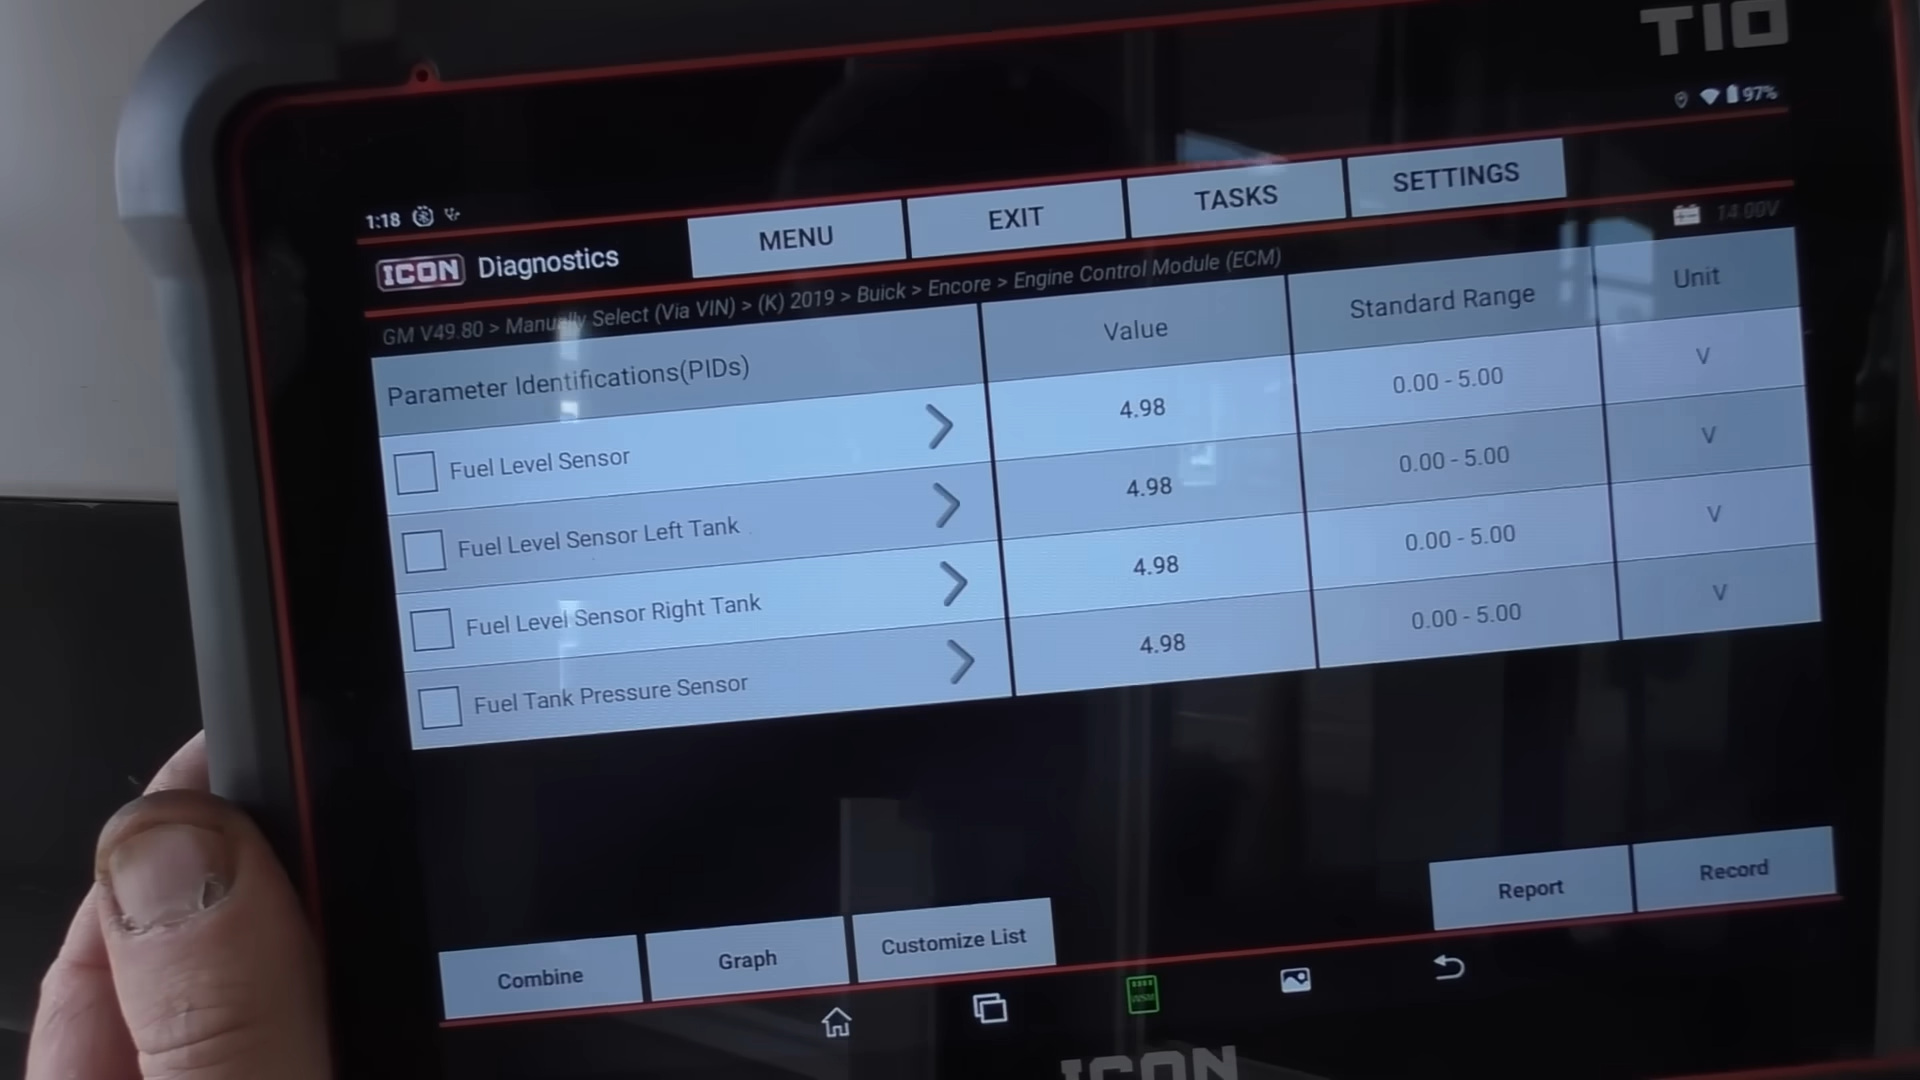 T10
97%
1:18
ICON Diagnostics
MENU
EXIT
TASKS
SETTINGS
14.00V
GM V49.80 > Manually Select (Via VIN) > (K) 2019 > Buick > Encore > Engine Control Module (ECM)
Parameter Identifications(PIDs) Value Standard Range Unit
Fuel Level Sensor 4.98 0.00 - 5.00 V
Fuel Level Sensor Left Tank 4.98 0.00 - 5.00 V
Fuel Level Sensor Right Tank 4.98 0.00 - 5.00 V
Fuel Tank Pressure Sensor 4.98 0.00 - 5.00 V
Combine
Graph
Customize List
Report
Record
ICON